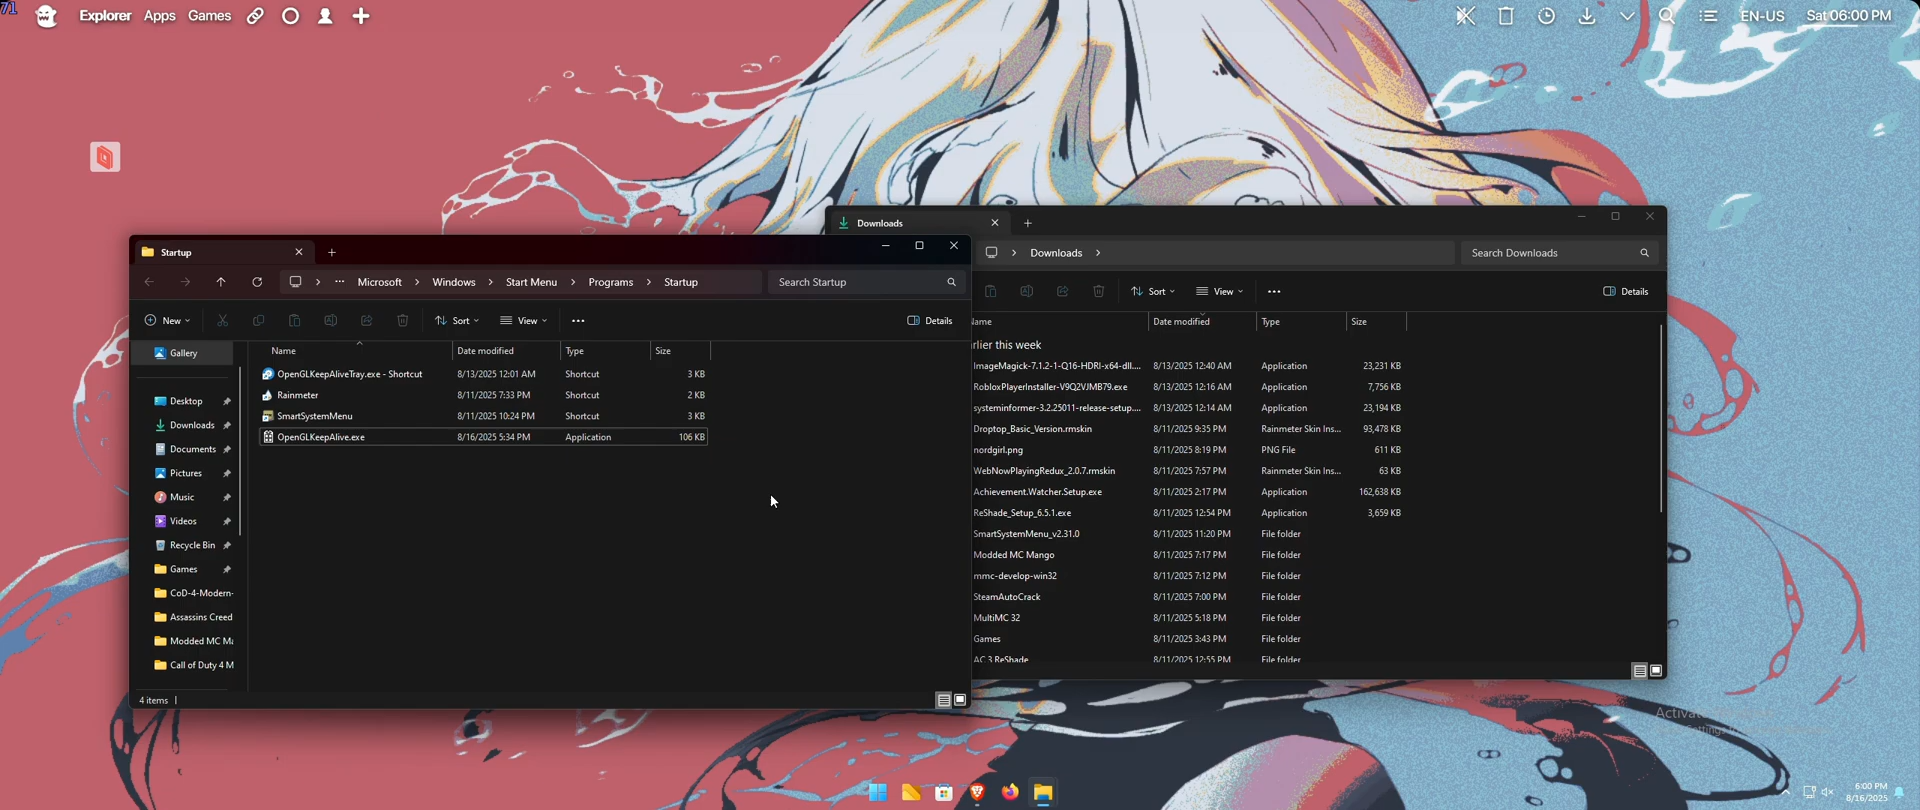 71
Explorer Apps Games
EN-US Sat 06:00 PM
Downloads
Downloads
Search Downloads
Sort View Details
Date modified Type Size
ImageMagick-7.1.2-1-Q16-HDRI-x64-dll.... 8/13/2025 12:40 AM Application 23,231 KB
RobloxPlayerInstaller-V9Q2VJMB79.exe 8/13/2025 12:16 AM Application 7,756 KB
systeminformer-3.2.25011-release-setup.... 8/13/2025 12:14 AM Application 23,194 KB
Droptop_Basic_Version.rmskin 8/11/2025 9:35 PM Rainmeter Skin Ins... 93,478 KB
nordgirl.png 8/11/2025 8:19 PM PNG File 611 KB
WebNowPlayingRedux_2.0.7.rmskin 8/11/2025 7:57 PM Rainmeter Skin Ins... 63 KB
Achievement.Watcher.Setup.exe 8/11/2025 2:17 PM Application 162,638 KB
ReShade_Setup_6.5.1.exe 8/11/2025 12:54 PM Application 3,659 KB
SmartSystemMenu_v2.31.0 8/11/2025 11:20 PM File folder
Modded MC Mango 8/11/2025 7:17 PM File folder
mmc-develop-win32 8/11/2025 7:12 PM File folder
SteamAutoCrack 8/11/2025 7:00 PM File folder
MultiMC 32 8/11/2025 5:18 PM File folder
Games 8/11/2025 3:43 PM File folder
AC 3 ReShade 8/11/2025 12:55 PM File folder
Startup
Microsoft Windows Start Menu Programs Startup
Search Startup
New Sort View Details
Name Date modified Type Size
OpenGLKeepAliveTray.exe - Shortcut 8/13/2025 12:01 AM Shortcut 3 KB
Rainmeter 8/11/2025 7:33 PM Shortcut 2 KB
SmartSystemMenu 8/11/2025 10:24 PM Shortcut 3 KB
OpenGLKeepAlive.exe 8/16/2025 5:34 PM Application 106 KB
Gallery
Desktop
Downloads
Documents
Pictures
Music
Videos
Recycle Bin
Games
CoD-4-Modern-
Assassins Creed
Modded MC Ma
Call of Duty 4 M
4 items
6:00 PM
8/16/2025